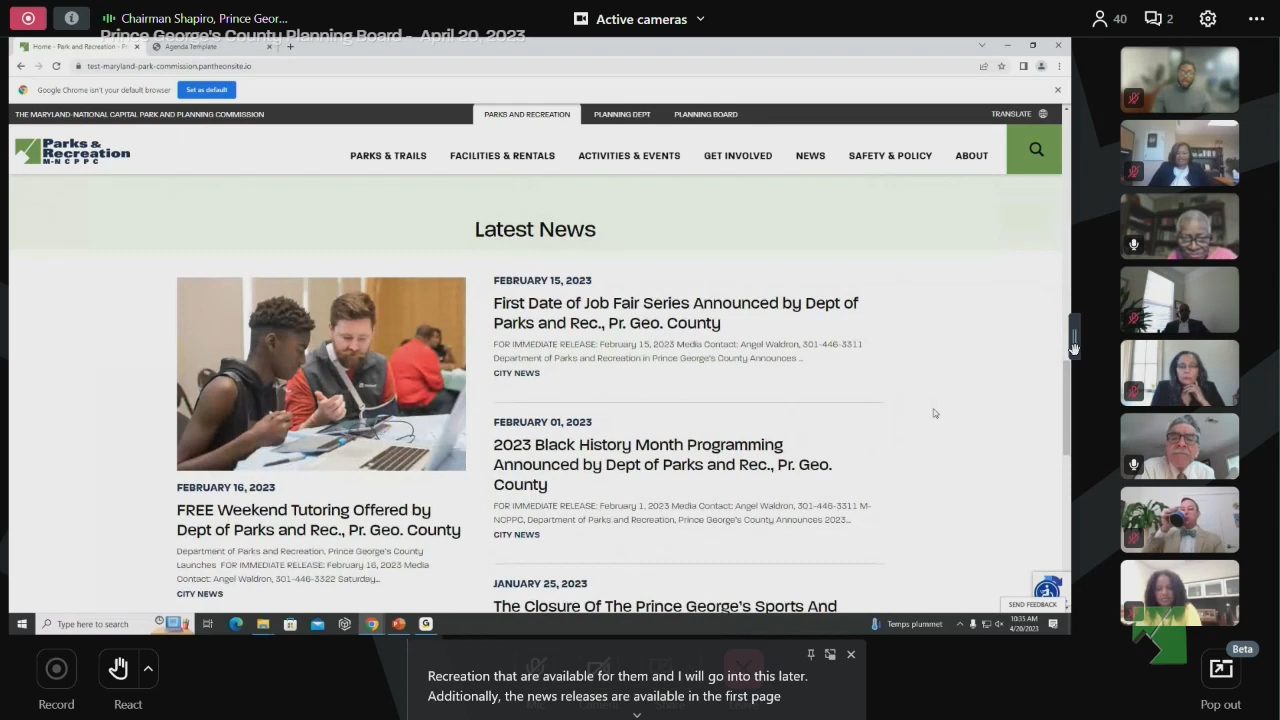 Chairman Shapiro, Prince Geor...
Active cameras
40
2
Prince George's County Planning Board - April 20, 2023
Home - Park and Recreation - P
Agenda Template
test-maryland-park-commission.pantheonsite.io
Google Chrome isn't your default browser
Set as default
THE MARYLAND-NATIONAL CAPITAL PARK AND PLANNING COMMISSION
PARKS AND RECREATION
PLANNING DEPT
PLANNING BOARD
TRANSLATE
Parks &
Recreation
M-NCPPC
PARKS & TRAILS
FACILITIES & RENTALS
ACTIVITIES & EVENTS
GET INVOLVED
NEWS
SAFETY & POLICY
ABOUT
Latest News
FEBRUARY 16, 2023
FREE Weekend Tutoring Offered by
Dept of Parks and Rec., Pr. Geo. County
Department of Parks and Recreation, Prince George's County
Launches FOR IMMEDIATE RELEASE: February 16, 2023 Media
Contact: Angel Waldron, 301-446-3322 Saturday...
CITY NEWS
FEBRUARY 15, 2023
First Date of Job Fair Series Announced by Dept of
Parks and Rec., Pr. Geo. County
FOR IMMEDIATE RELEASE: February 15, 2023 Media Contact: Angel Waldron, 301-446-3311
Department of Parks and Recreation in Prince George's County Announces ...
CITY NEWS
FEBRUARY 01, 2023
2023 Black History Month Programming
Announced by Dept of Parks and Rec., Pr. Geo.
County
FOR IMMEDIATE RELEASE: February 1, 2023 Media Contact: Angel Waldron, 301-446-3311 M-
NCPPC, Department of Parks and Recreation, Prince George's County Announces 2023...
CITY NEWS
JANUARY 25, 2023
The Closure Of The Prince George's Sports And
SEND FEEDBACK
Type here to search
Temps plummet
10:35 AM
4/20/2023
Recreation that are available for them and I will go into this later.
Additionally, the news releases are available in the first page
Record
React
Beta
Pop out